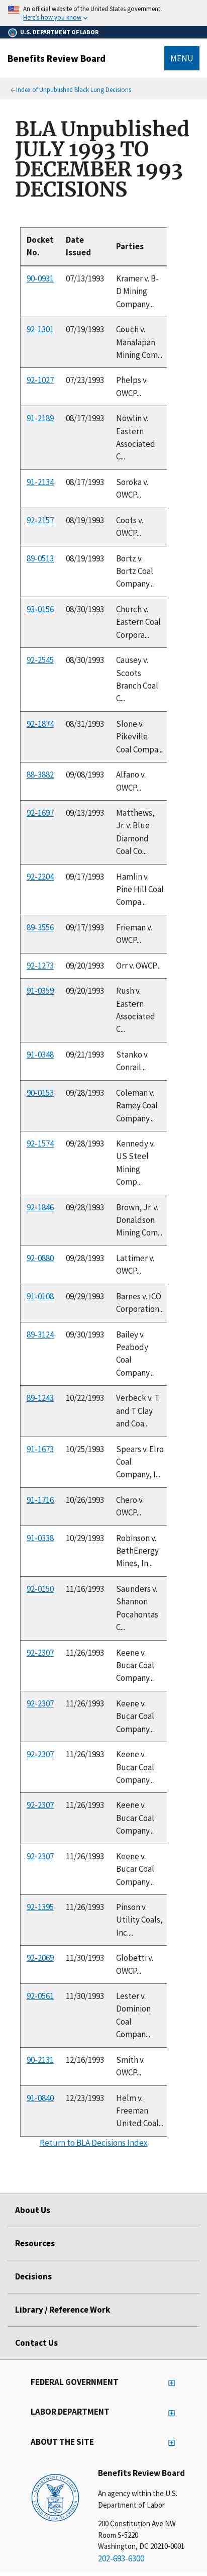 An official website of the United States government.
Here's how you know
U.S. DEPARTMENT OF LABOR
Benefits Review Board
MENU
Index of Unpublished Black Lung Decisions
BLA Unpublished
JULY 1993 TO
DECEMBER 1993
DECISIONS
Docket No. Date Issued Parties
90-0931 07/13/1993 Kramer v. B-
D Mining
Company...
92-1301 07/19/1993 Couch v.
Manalapan
Mining Com...
92-1027 07/23/1993 Phelps v.
OWCP...
91-2189 08/17/1993 Nowlin v.
Eastern
Associated
C...
91-2134 08/17/1993 Soroka v.
OWCP...
92-2157 08/19/1993 Coots v.
OWCP...
89-0513 08/19/1993 Bortz v.
Bortz Coal
Company...
93-0156 08/30/1993 Church v.
Eastern Coal
Corpora...
92-2545 08/30/1993 Causey v.
Scoots
Branch Coal
C...
92-1874 08/31/1993 Slone v.
Pikeville
Coal Compa...
88-3882 09/08/1993 Alfano v.
OWCP...
92-1697 09/13/1993 Matthews,
Jr. v. Blue
Diamond
Coal Co...
92-2204 09/17/1993 Hamlin v.
Pine Hill Coal
Compa...
89-3556 09/17/1993 Frieman v.
OWCP...
92-1273 09/20/1993 Orr v. OWCP...
91-0359 09/20/1993 Rush v.
Eastern
Associated
C...
91-0348 09/21/1993 Stanko v.
Conrail...
90-0153 09/28/1993 Coleman v.
Ramey Coal
Company...
92-1574 09/28/1993 Kennedy v.
US Steel
Mining
Comp...
92-1846 09/28/1993 Brown, Jr. v.
Donaldson
Mining Com...
92-0880 09/28/1993 Lattimer v.
OWCP...
91-0108 09/29/1993 Barnes v. ICO
Corporation...
89-3124 09/30/1993 Bailey v.
Peabody
Coal
Company...
89-1243 10/22/1993 Verbeck v. T
and T Clay
and Coa...
91-1673 10/25/1993 Spears v. Elro
Coal
Company, I...
91-1716 10/26/1993 Chero v.
OWCP...
91-0338 10/29/1993 Robinson v.
BethEnergy
Mines, In...
92-0150 11/16/1993 Saunders v.
Shannon
Pocahontas
C...
92-2307 11/26/1993 Keene v.
Bucar Coal
Company...
92-2307 11/26/1993 Keene v.
Bucar Coal
Company...
92-2307 11/26/1993 Keene v.
Bucar Coal
Company...
92-2307 11/26/1993 Keene v.
Bucar Coal
Company...
92-2307 11/26/1993 Keene v.
Bucar Coal
Company...
92-1395 11/26/1993 Pinson v.
Utility Coals,
Inc....
92-2069 11/30/1993 Globetti v.
OWCP...
92-0561 11/30/1993 Lester v.
Dominion
Coal
Compan...
90-2131 12/16/1993 Smith v.
OWCP...
91-0840 12/23/1993 Helm v.
Freeman
United Coal...
Return to BLA Decisions Index
About Us
Resources
Decisions
Library / Reference Work
Contact Us
FEDERAL GOVERNMENT
LABOR DEPARTMENT
ABOUT THE SITE
Benefits Review Board
An agency within the U.S.
Department of Labor
200 Constitution Ave NW
Room S-5220
Washington, DC 20210-0001
202-693-6300